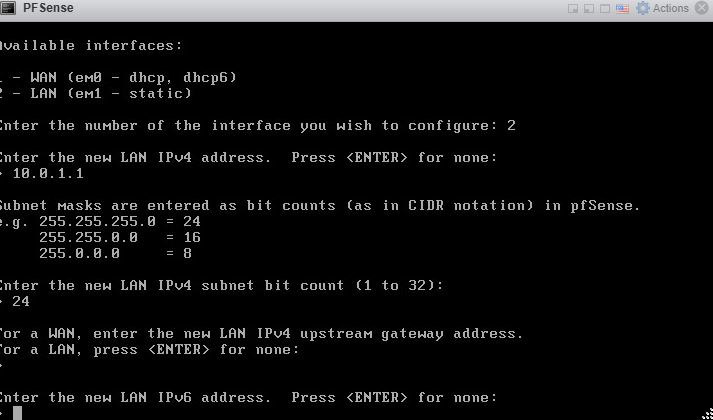 PFSense
Actions
Available interfaces:
1 - WAN (em0 - dhcp, dhcp6)
2 - LAN (em1 - static)
Enter the number of the interface you wish to configure: 2
Enter the new LAN IPv4 address.  Press <ENTER> for none:
> 10.0.1.1
Subnet masks are entered as bit counts (as in CIDR notation) in pfSense.
e.g. 255.255.255.0 = 24
     255.255.0.0   = 16
     255.0.0.0     = 8
Enter the new LAN IPv4 subnet bit count (1 to 32):
> 24
For a WAN, enter the new LAN IPv4 upstream gateway address.
For a LAN, press <ENTER> for none:
>
Enter the new LAN IPv6 address.  Press <ENTER> for none:
>